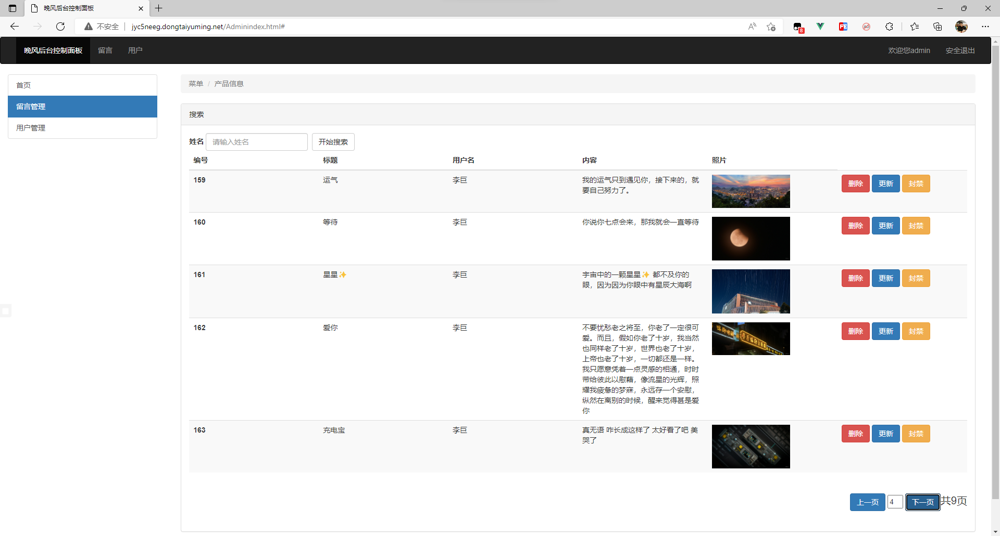 晚风后台控制面板
不安全
jyc5neeg.dongtaiyuming.net/Adminindex.html#
8
晚风后台控制面板
留言
用户
欢迎您admin
安全退出
首页
留言管理
用户管理
菜单 / 产品信息
搜索
姓名
请输入姓名
开始搜索
编号 标题 用户名 内容 照片
159 运气 李巨 我的运气只到遇见你，接下来的，就
要自己努力了。
删除 更新 封禁
160 等待 李巨 你说你七点会来，那我就会一直等待
删除 更新 封禁
161 星星✨ 李巨 宇宙中的一颗星星✨ 都不及你的
眼，因为因为你眼中有星辰大海啊
删除 更新 封禁
162 爱你 李巨 不要忧愁老之将至，你老了一定很可
爱。而且，假如你老了十岁，我当然
也同样老了十岁，世界也老了十岁，
上帝也老了十岁，一切都还是一样。
我只愿意凭着一点灵感的相通，时时
带给彼此以慰藉，像流星的光辉，照
耀我疲惫的梦寐，永远存一个安慰，
纵然在离别的时候，醒来觉得甚是爱
你
删除 更新 封禁
163 充电宝 李巨 真无语 咋长成这样了 太好看了吧 美
哭了
删除 更新 封禁
上一页 4 下一页 共9页